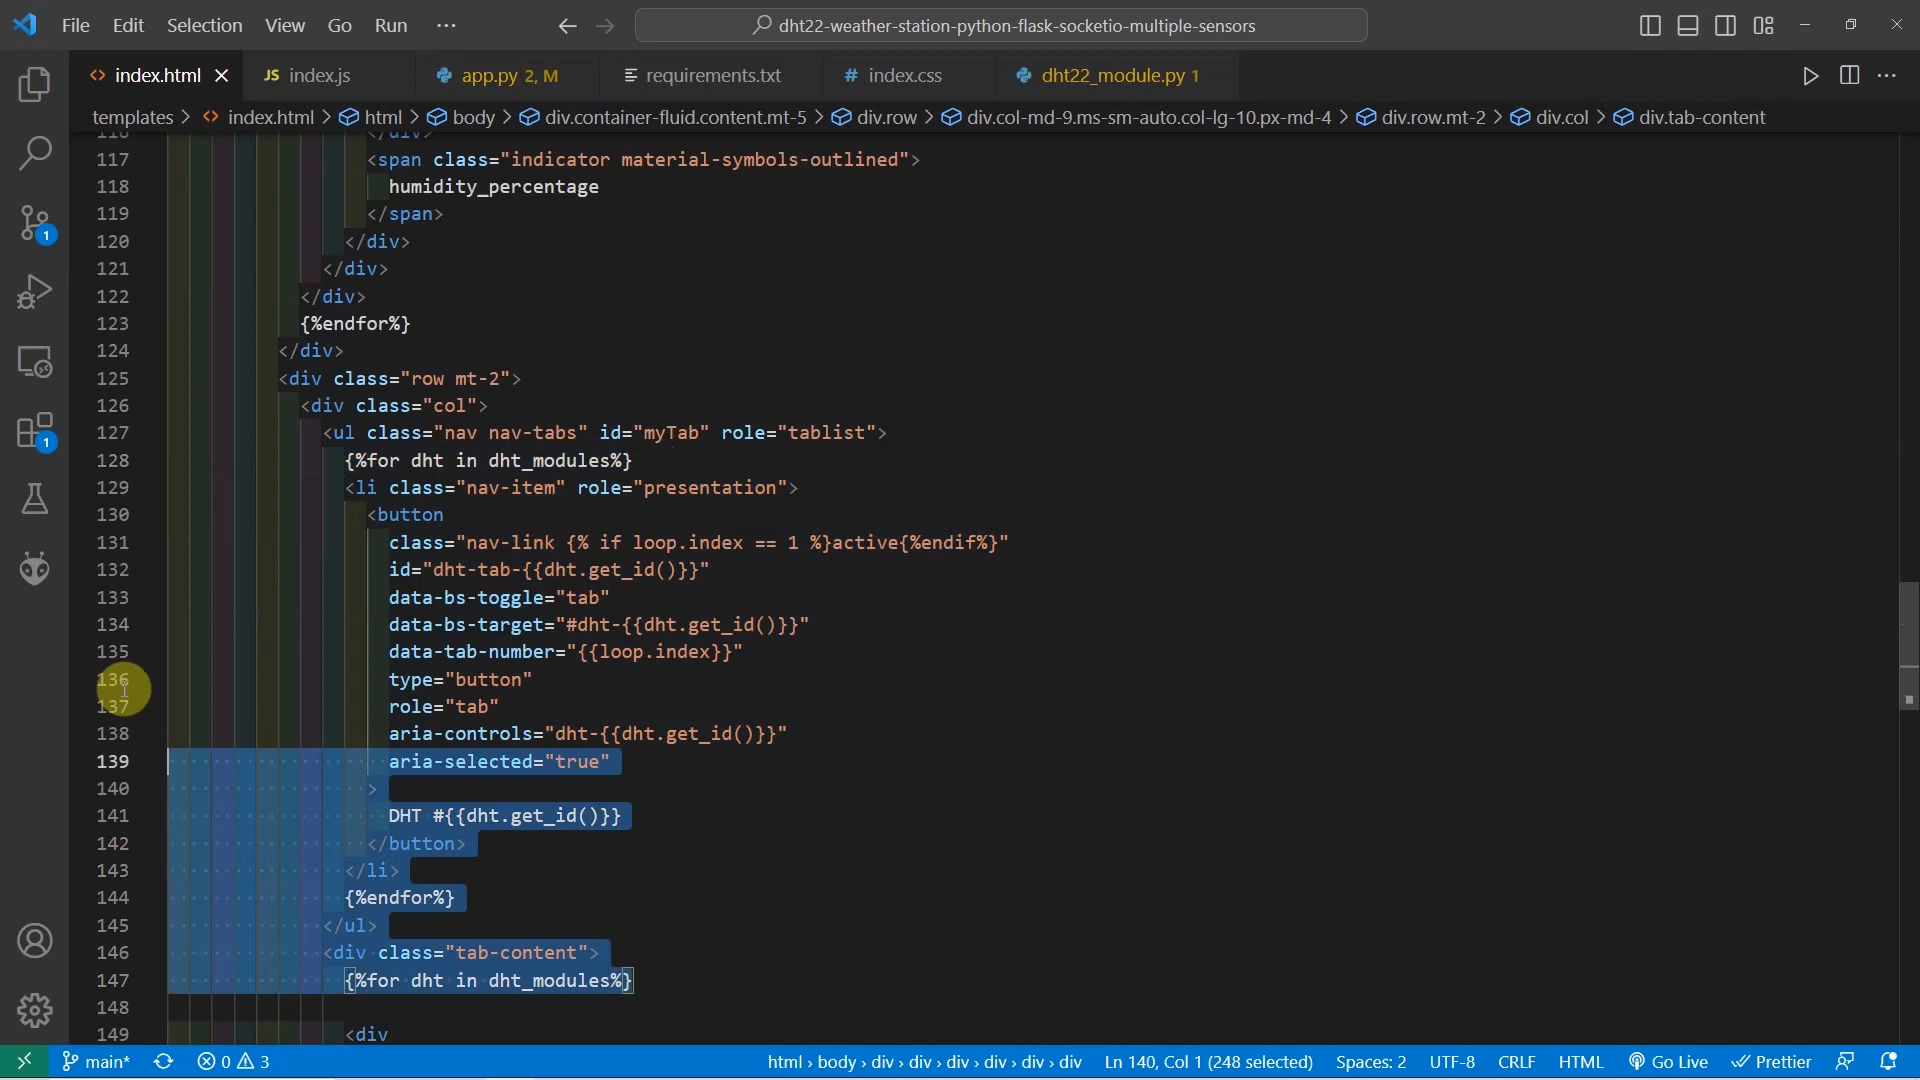 File Edit Selection View Go Run ··· dht22-weather-station-python-flask-socketio-multiple-sensors
index.html JS index.js app.py 2, M requirements.txt # index.css dht22_module.py 1
templates > index.html > html > body > div.container-fluid.content.mt-5 > div.row > div.col-md-9.ms-sm-auto.col-lg-10.px-md-4 > div.row.mt-2 > div.col > div.tab-content
116 </div>
117 <span class="indicator material-symbols-outlined">
118 humidity_percentage
119 </span>
120 </div>
121 </div>
122 </div>
123 {%endfor%}
124 </div>
125 <div class="row mt-2">
126 <div class="col">
127 <ul class="nav nav-tabs" id="myTab" role="tablist">
128 {%for dht in dht_modules%}
129 <li class="nav-item" role="presentation">
130 <button
131 class="nav-link {% if loop.index == 1 %}active{%endif%}"
132 id="dht-tab-{{dht.get_id()}}"
133 data-bs-toggle="tab"
134 data-bs-target="#dht-{{dht.get_id()}}"
135 data-tab-number="{{loop.index}}"
136 type="button"
137 role="tab"
138 aria-controls="dht-{{dht.get_id()}}"
139 aria-selected="true"
140 >
141 DHT #{{dht.get_id()}}
142 </button>
143 </li>
144 {%endfor%}
145 </ul>
146 <div class="tab-content">
147 {%for dht in dht_modules%}
148
149 <div
1
1
main* 0 3 html › body › div › div › div › div › div › div Ln 140, Col 1 (248 selected) Spaces: 2 UTF-8 CRLF HTML Go Live Prettier